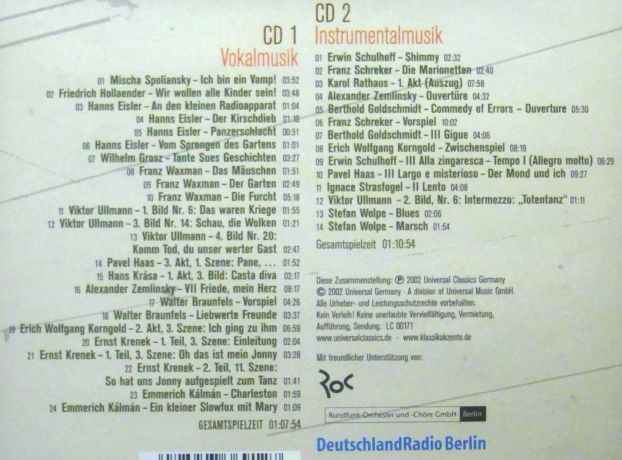 CD 1
Vokalmusik
01 Mischa Spoliansky – Ich bin ein Vamp! 03:52
02 Friedrich Hollaender – Wir wollen alle Kinder sein! 03:48
03 Hanns Eisler – An den kleinen Radioapparat 01:04
04 Hanns Eisler – Der Kirschdieb 01:10
05 Hanns Eisler – Panzerschlacht 00:51
06 Hanns Eisler – Vom Sprengen des Gartens 01:01
07 Wilhelm Grosz – Tante Sues Geschichten 03:27
08 Franz Waxman – Das Mäuschen 01:51
09 Franz Waxman – Der Garten 02:49
10 Franz Waxman – Die Furcht 05:18
11 Viktor Ullmann – 1. Bild Nr. 6: Das waren Kriege 01:55
12 Viktor Ullmann – 3. Bild Nr. 14: Schau, die Wolken 01:21
13 Viktor Ullmann – 4. Bild Nr. 20:
Komm Tod, du unser werter Gast 02:47
14 Pavel Haas – 3. Akt, 1. Szene: Pane, ... 01:52
15 Hans Krása – 1. Akt, 3. Bild: Casta diva 02:17
16 Alexander Zemlinsky – VII Friede, mein Herz 08:17
17 Walter Braunfels – Vorspiel 04:26
18 Walter Braunfels – Liebwerte Freunde 03:37
19 Erich Wolfgang Korngold – 2. Akt, 3. Szene: Ich ging zu ihm 06:59
20 Ernst Krenek – 1. Teil, 3. Szene: Einleitung 02:04
21 Ernst Krenek – 1. Teil, 3. Szene: Oh das ist mein Jonny 03:28
22 Ernst Krenek – 2. Teil, 11. Szene:
So hat uns Jonny aufgespielt zum Tanz 01:41
23 Emmerich Kálmán – Charleston 01:59
24 Emmerich Kálmán – Ein kleiner Slowfox mit Mary 01:09
GESAMTSPIELZEIT 01:07:54
CD 2
Instrumentalmusik
01 Erwin Schulhoff – Shimmy 02:32
02 Franz Schreker – Die Marionetten 02:40
03 Karol Rathaus – 1. Akt (Auszug) 07:58
04 Alexander Zemlinsky – Ouvertüre 04:32
05 Berthold Goldschmidt – Commedy of Errors – Ouverture 05:30
06 Franz Schreker – Vorspiel 10:02
07 Berthold Goldschmidt – III Gigue 04:06
08 Erich Wolfgang Korngold – Zwischenspiel 08:19
09 Erwin Schulhoff – III Alla zingaresca – Tempo I (Allegro molto) 06:29
10 Pavel Haas – III Largo e misterioso – Der Mond und ich 09:27
11 Ignace Strasfogel – II Lento 04:08
12 Viktor Ullmann – 2. Bild, Nr. 6: Intermezzo: „Totentanz“ 01:11
13 Stefan Wolpe – Blues 02:06
14 Stefan Wolpe – Marsch 01:54
Gesamtspielzeit 01:10:54
Diese Zusammenstellung: ℗ 2002 Universal Classics Germany
© 2002 Universal Germany · A division of Universal Music GmbH.
Alle Urheber- und Leistungsschutzrechte vorbehalten.
Kein Verleih! Keine unerlaubte Vervielfältigung, Vermietung,
Aufführung, Sendung. LC 00171
www.universalclassics.de - www.klassikakzente.de
Mit freundlicher Unterstützung von:
roc
Rundfunk-Orchester und -Chöre GmbH Berlin
DeutschlandRadio Berlin